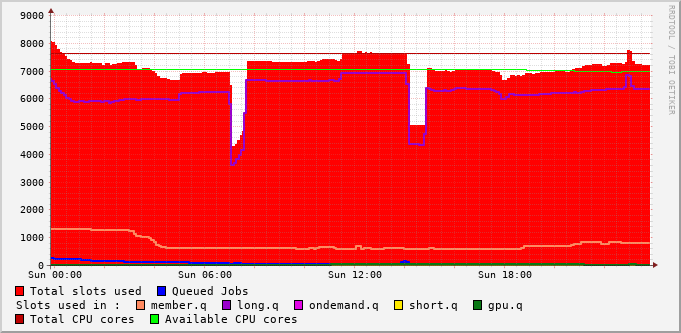 9000
8000
7000
6000
5000
4000
3000
2000
1000
0
Sun 00:00 Sun 06:00 Sun 12:00 Sun 18:00
RRDTOOL / TOBI OETIKER
Total slots used Queued Jobs
Slots used in : member.q long.q ondemand.q short.q gpu.q
Total CPU cores Available CPU cores